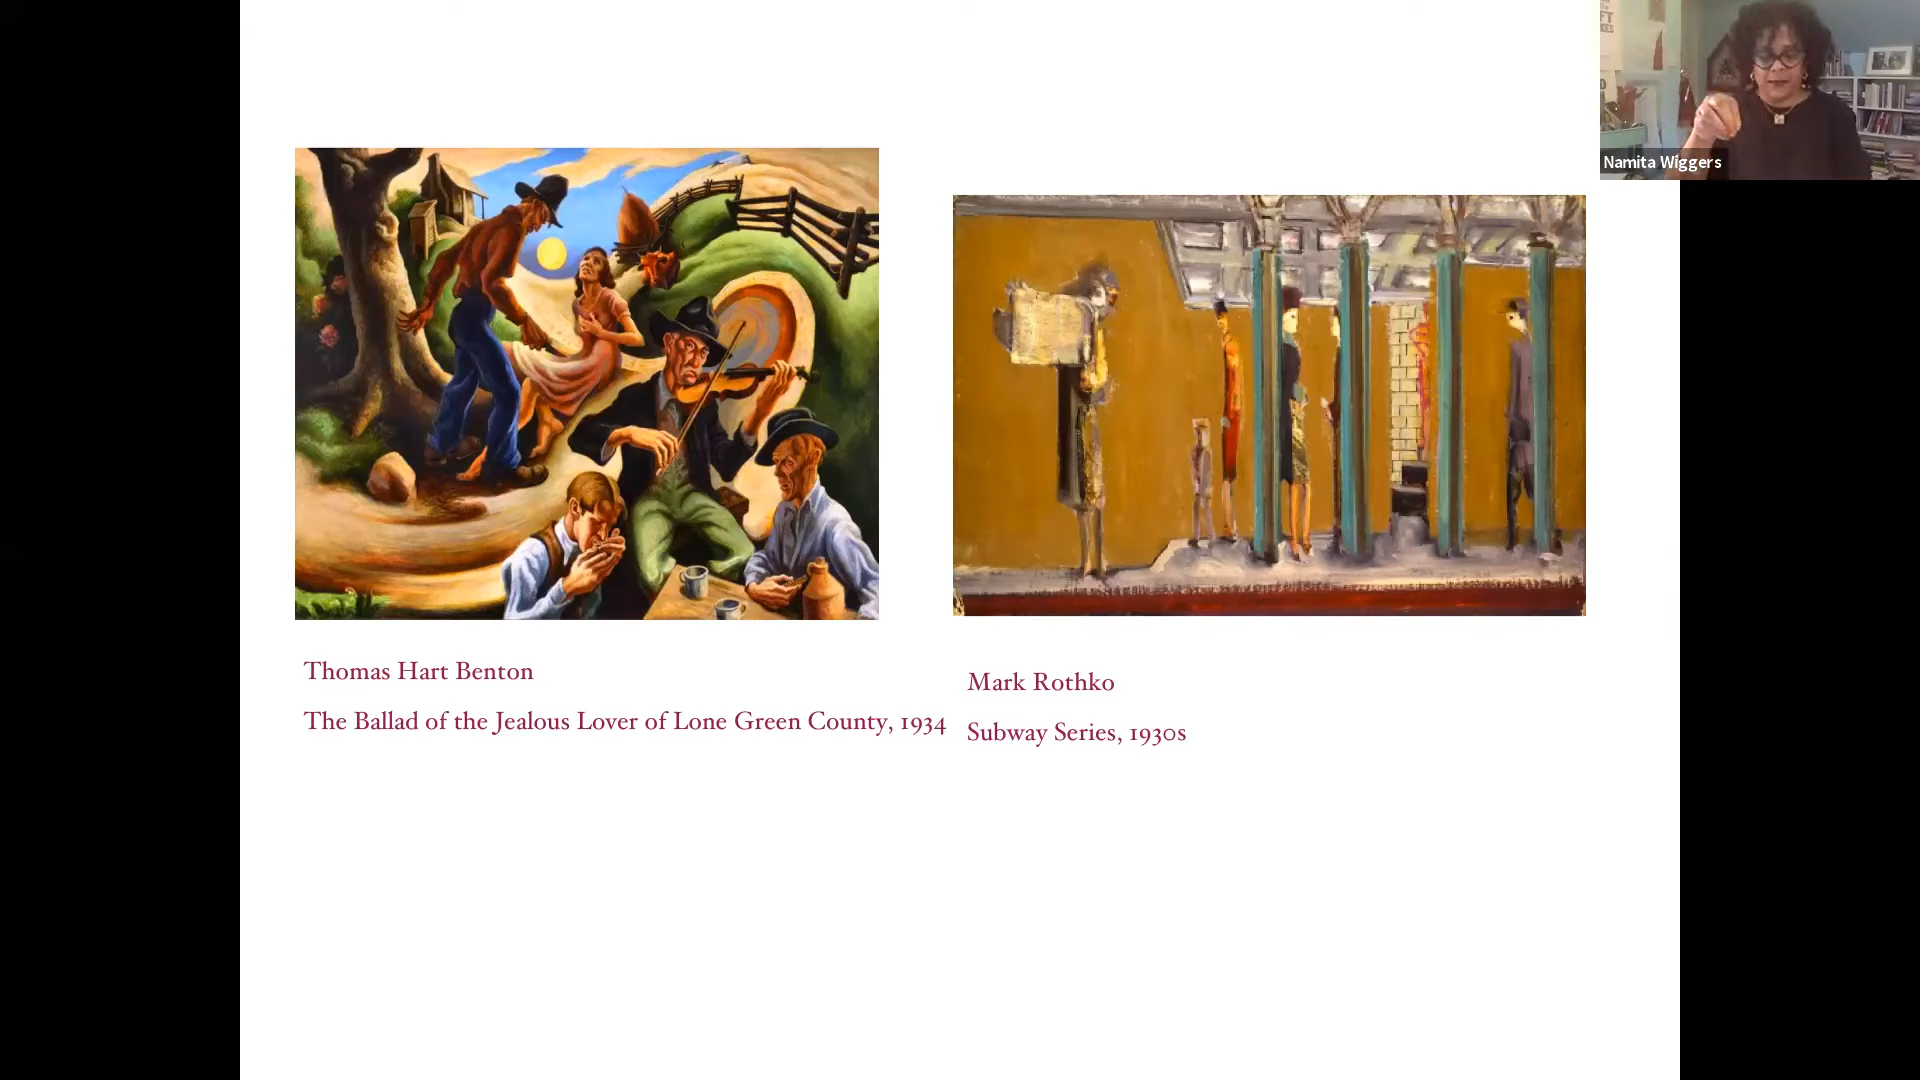 Namita Wiggers
Thomas Hart Benton
The Ballad of the Jealous Lover of Lone Green County, 1934
Mark Rothko
Subway Series, 1930s